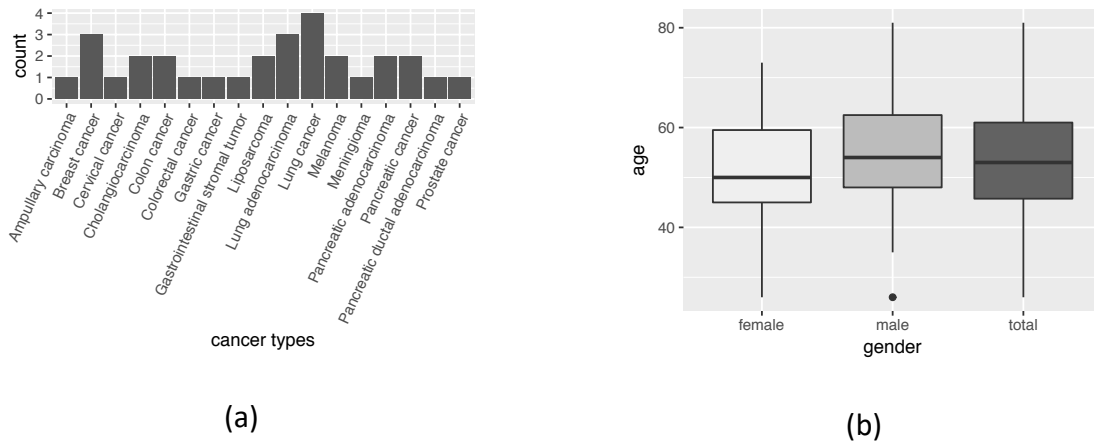 4
3
2
1
0
count
Ampullary carcinoma
Breast cancer
Cervical cancer
Cholangiocarcinoma
Colon cancer
Colorectal cancer
Gastric cancer
Gastrointestinal stromal tumor
Liposarcoma
Lung adenocarcinoma
Lung cancer
Melanoma
Meningioma
Pancreatic adenocarcinoma
Pancreatic cancer
Pancreatic ductal adenocarcinoma
Prostate cancer
cancer types
(a)
80
60
40
age
female
male
total
gender
(b)